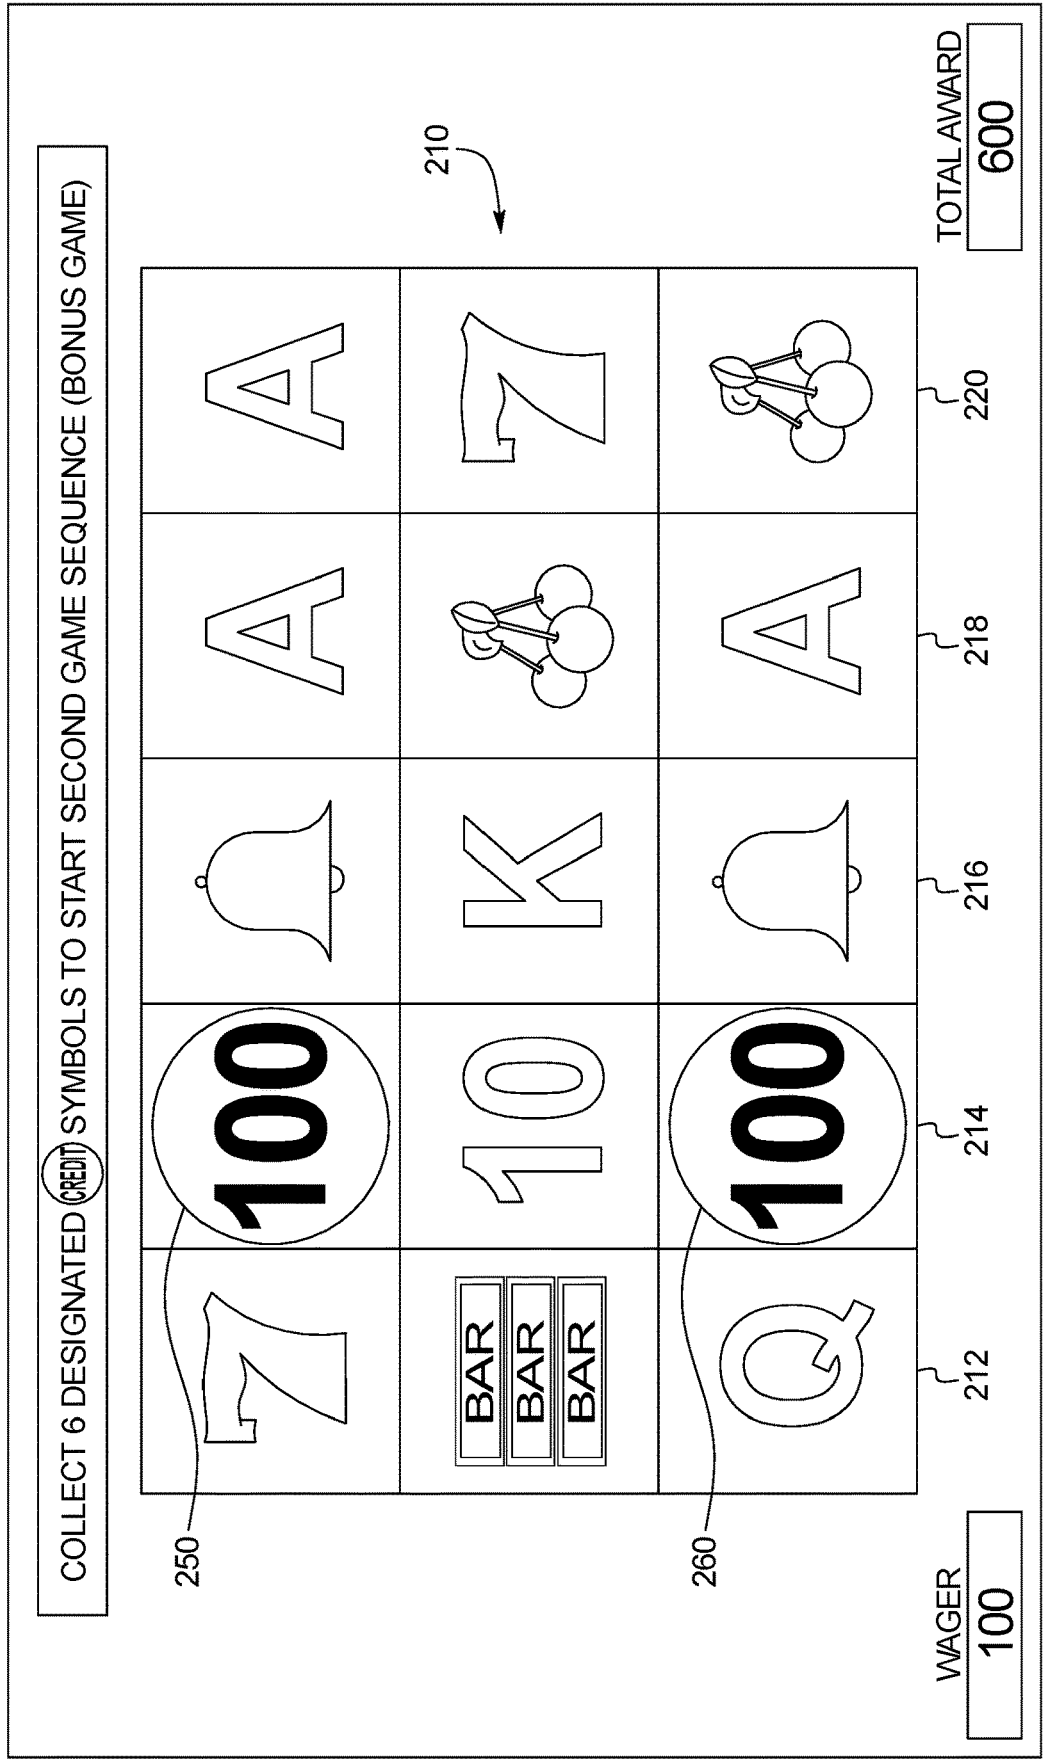 COLLECT 6 DESIGNATED CREDIT SYMBOLS TO START SECOND GAME SEQUENCE (BONUS GAME)
250
210
7 100 A A
BAR
BAR
BAR
10 K 7
260
Q 100 A
212 214 216 218 220
WAGER
100
TOTAL AWARD
600